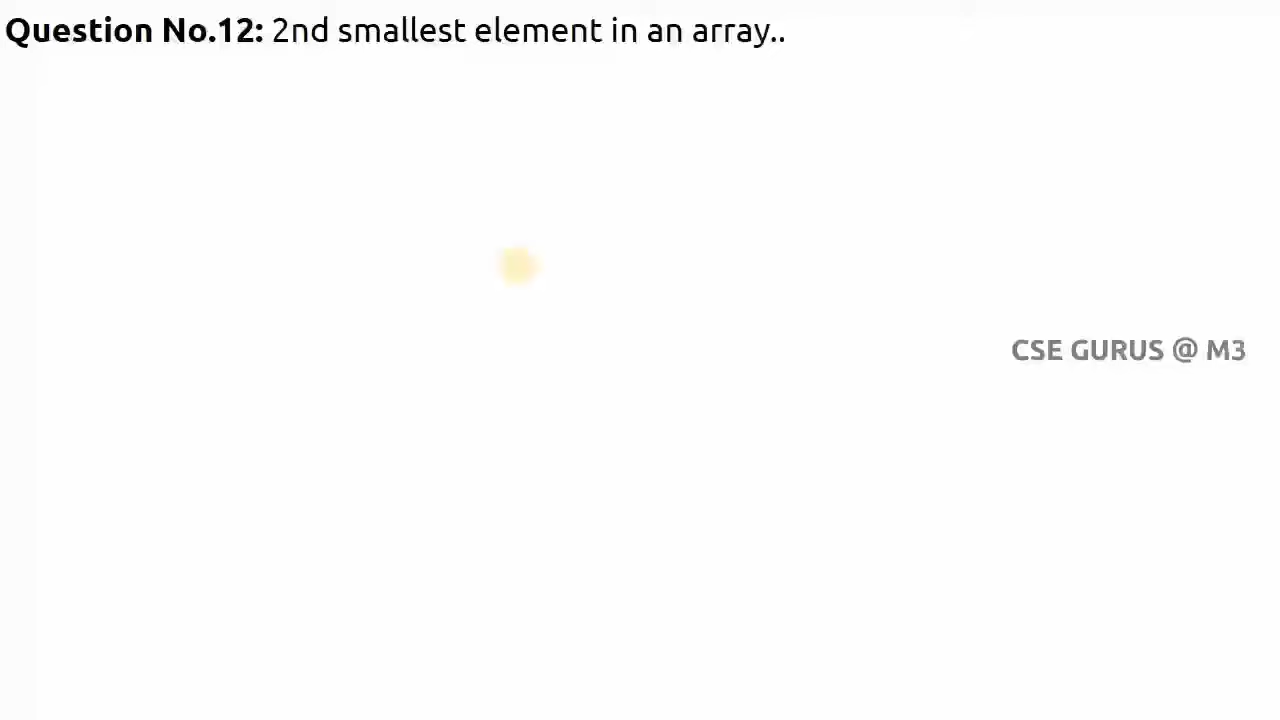 Question No.12: 2nd smallest element in an array..
CSE GURUS @ M3